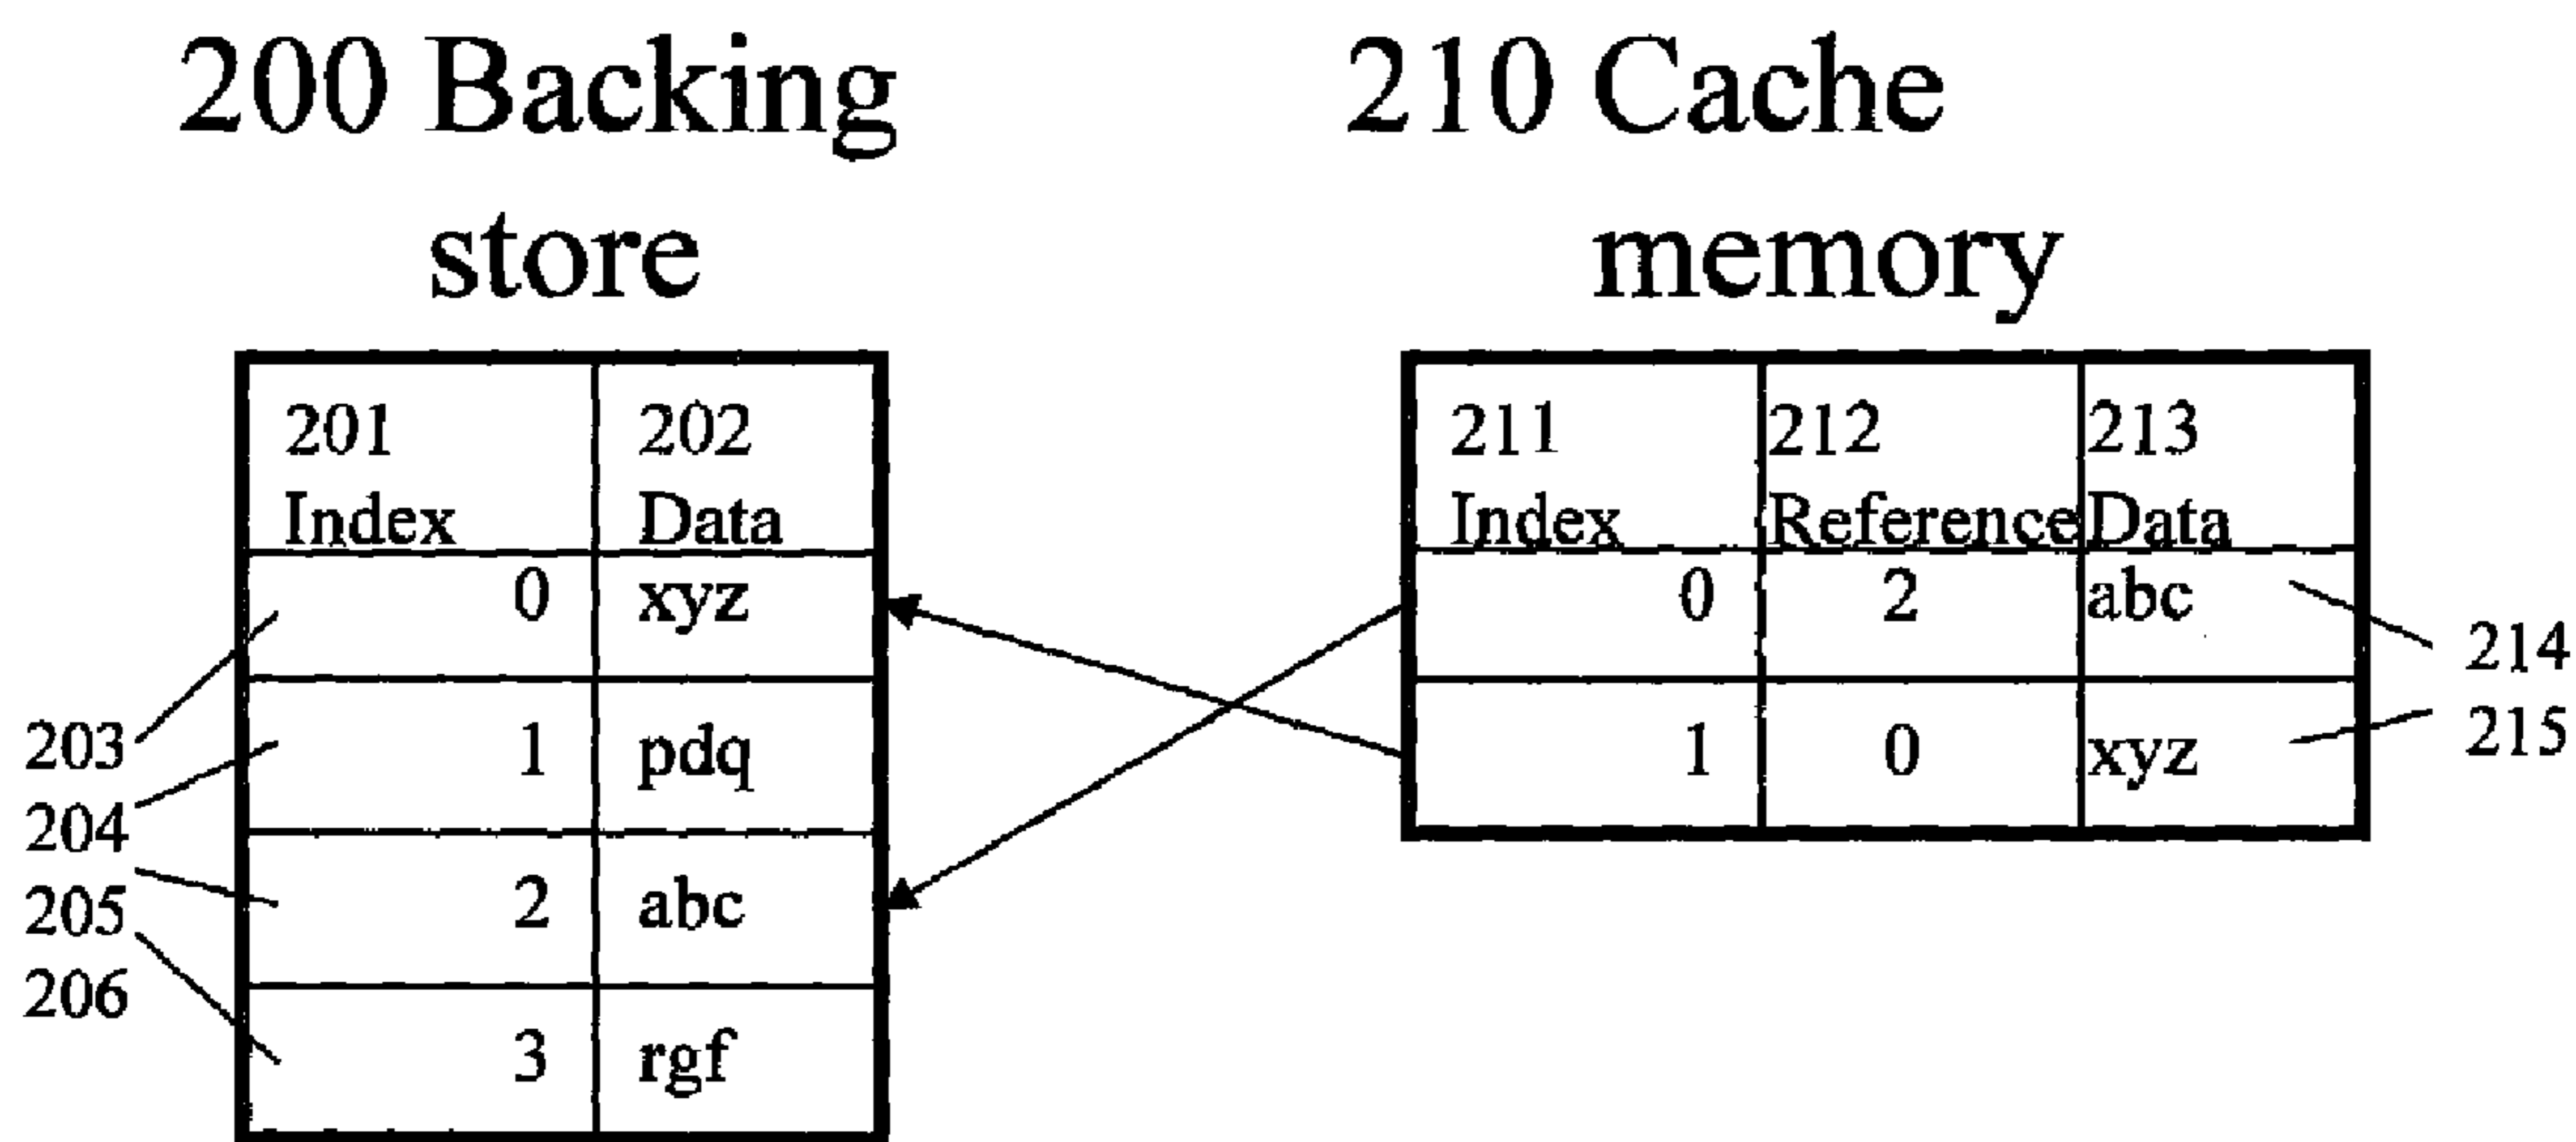 200 Backing
store
201 202
Index Data
0 xyz
1 pdq
2 abc
3 rgf
203
204
205
206
210 Cache
memory
211 212 213
Index Reference Data
0 2 abc
1 0 xyz
214
215